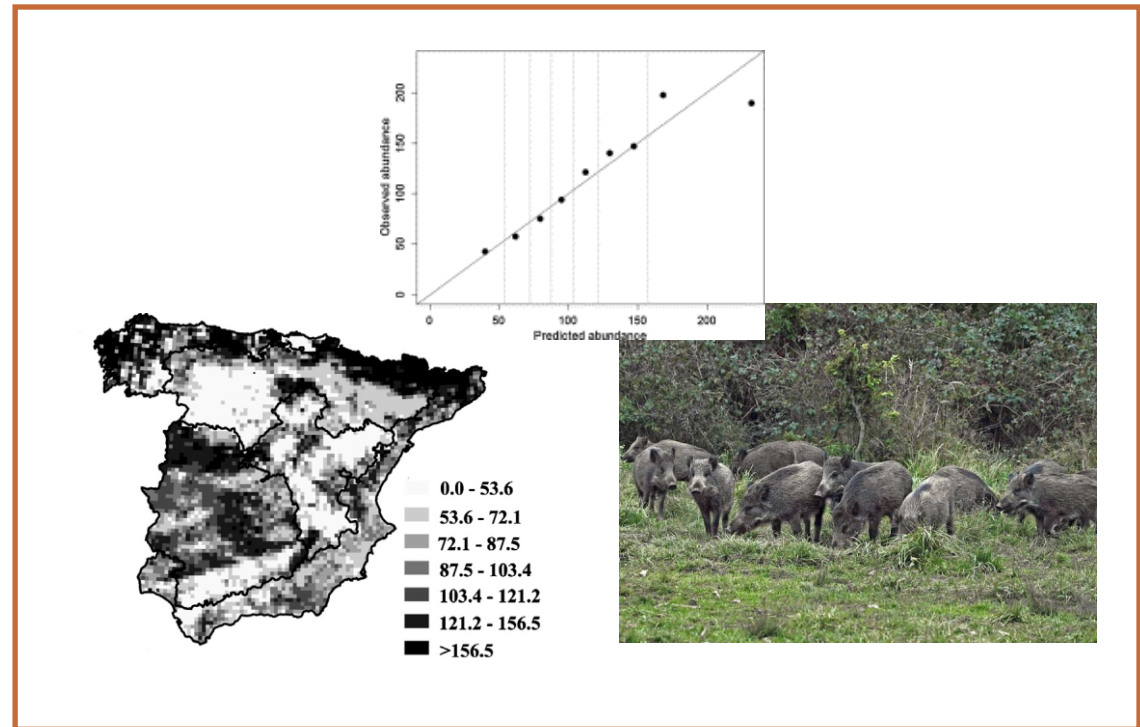 200
150
100
50
0
Observed abundance
0 50 100 150 200
Predicted abundance
0.0 - 53.6
53.6 - 72.1
72.1 - 87.5
87.5 - 103.4
103.4 - 121.2
121.2 - 156.5
>156.5